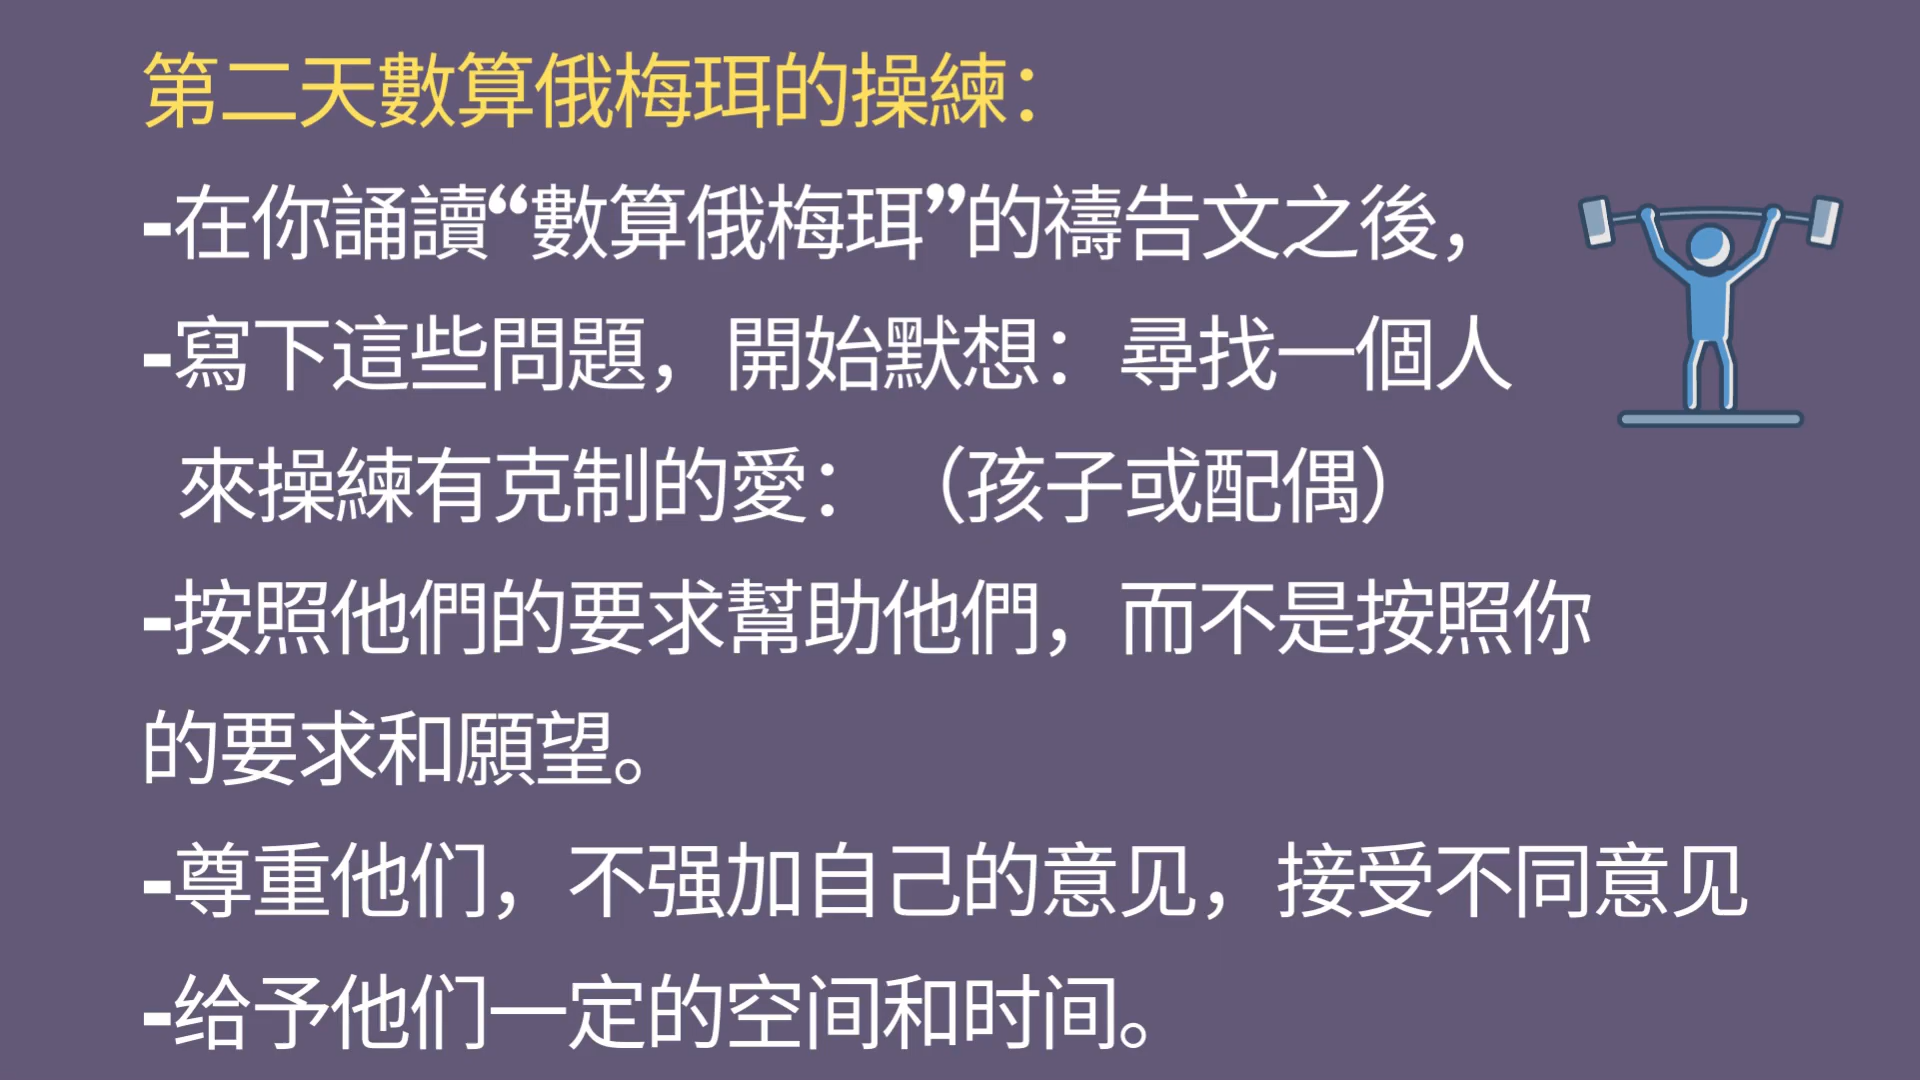 第二天數算俄梅珥的操練：
-在你誦讀“數算俄梅珥”的禱告文之後，
-寫下這些問題，開始默想：尋找一個人
來操練有克制的愛：（孩子或配偶）
-按照他們的要求幫助他們，而不是按照你
的要求和願望。
-尊重他们，不强加自己的意见，接受不同意见
-给予他们一定的空间和时间。